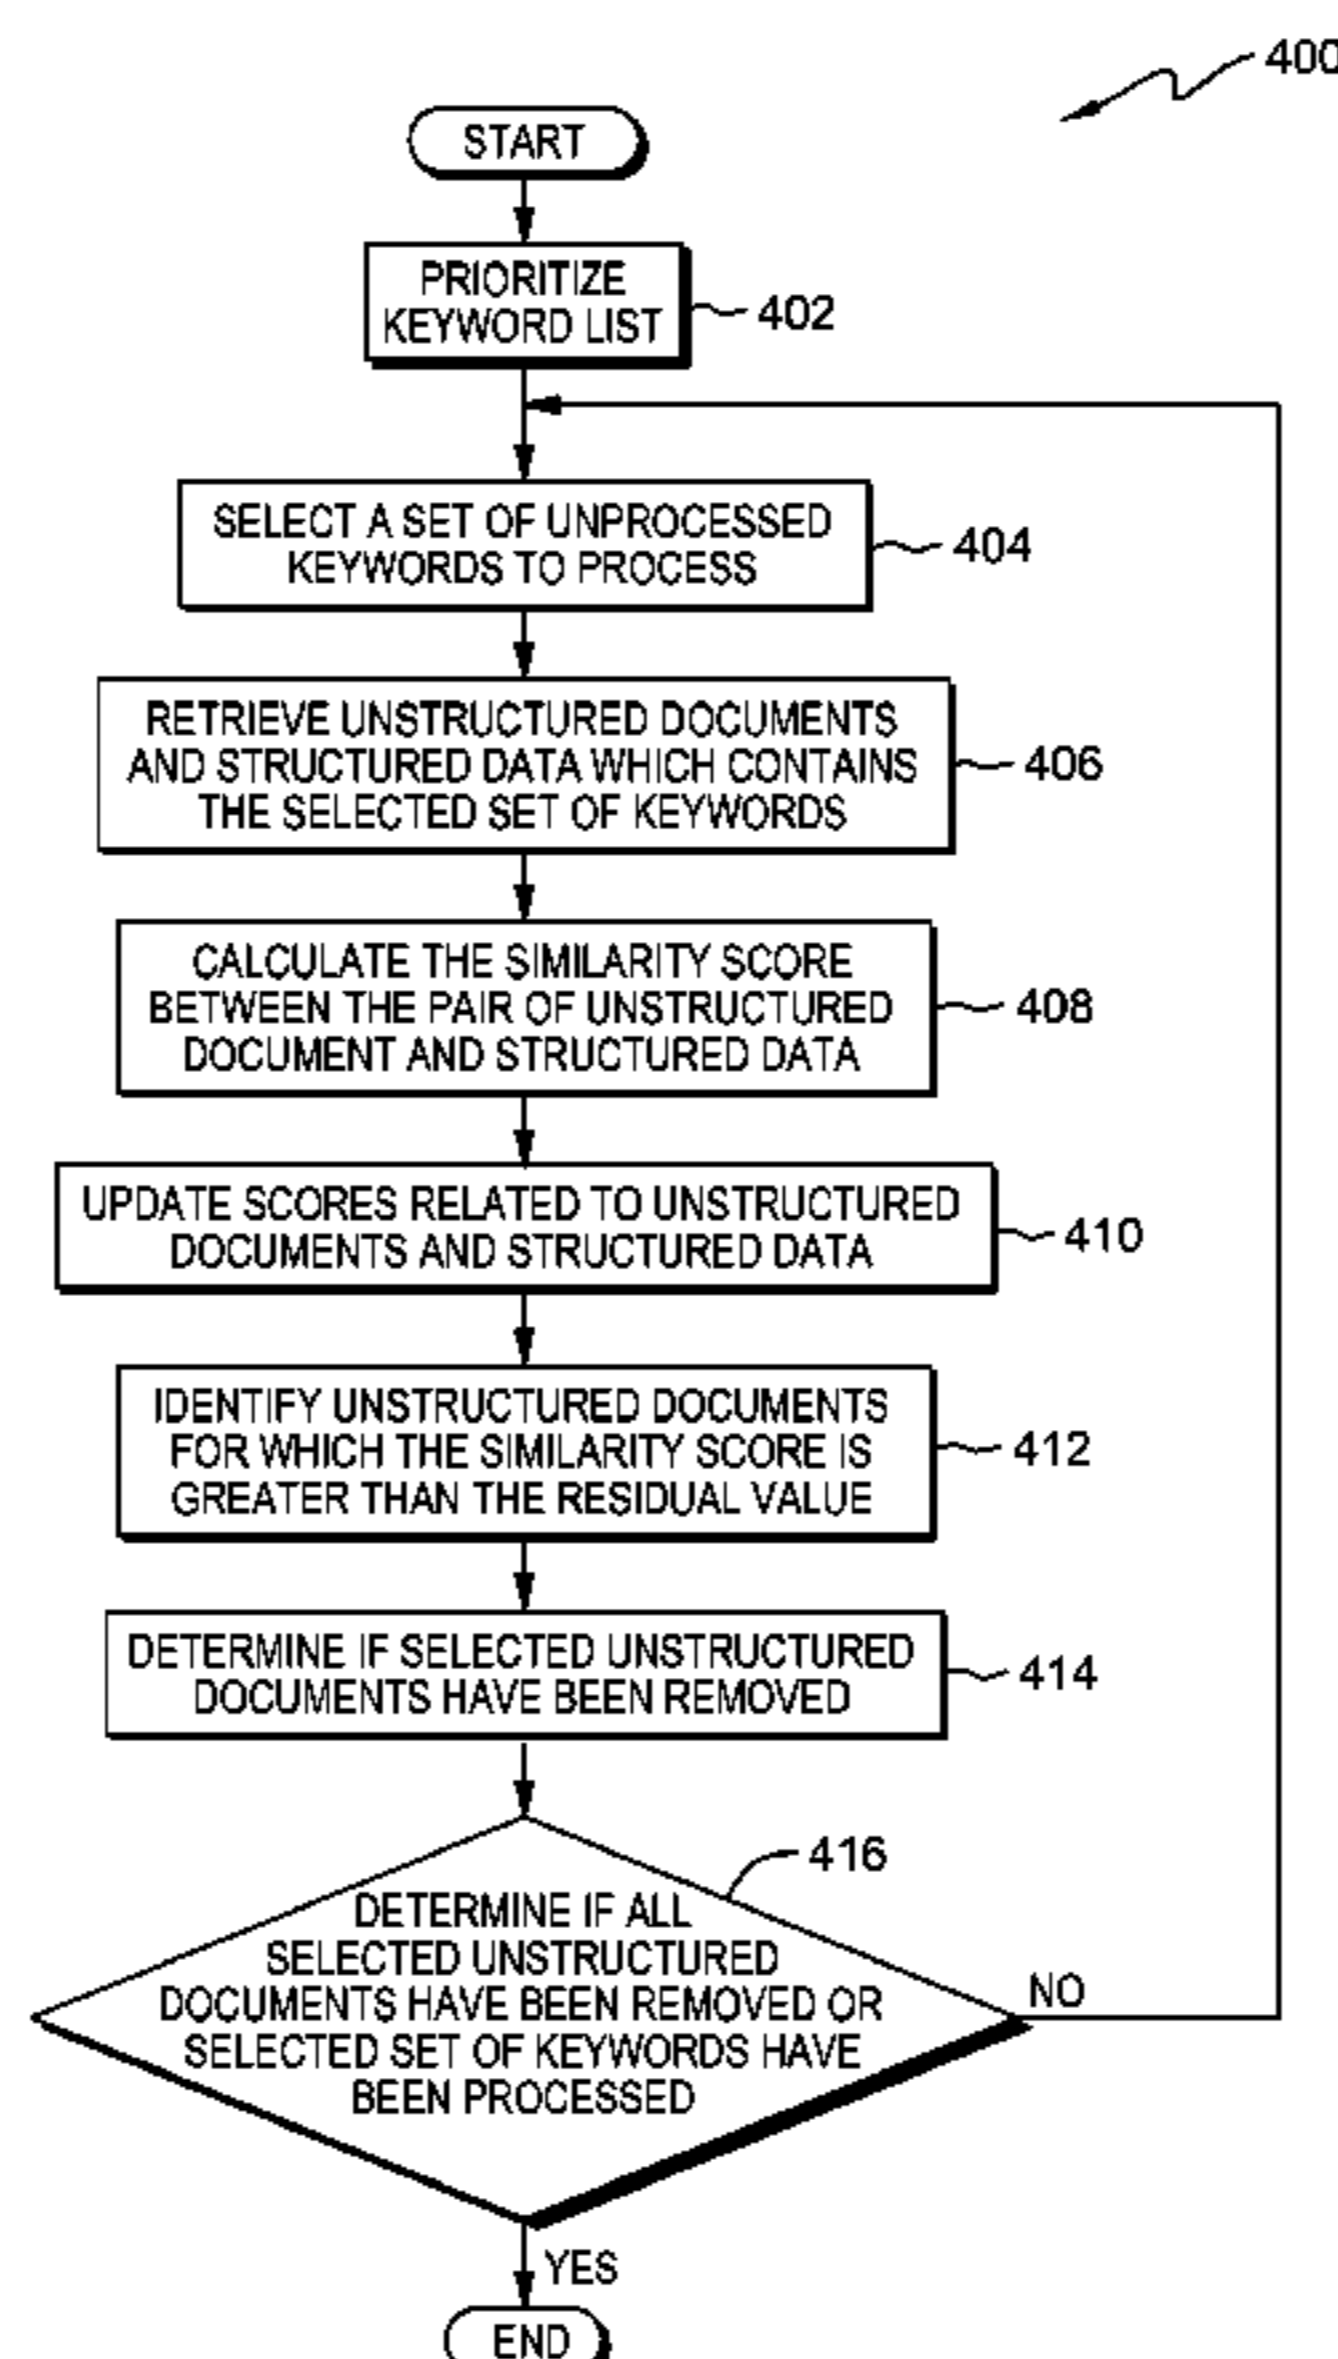 400
START
PRIORITIZE
KEYWORD LIST
402
SELECT A SET OF UNPROCESSED
KEYWORDS TO PROCESS
404
RETRIEVE UNSTRUCTURED DOCUMENTS
AND STRUCTURED DATA WHICH CONTAINS
THE SELECTED SET OF KEYWORDS
406
CALCULATE THE SIMILARITY SCORE
BETWEEN THE PAIR OF UNSTRUCTURED
DOCUMENT AND STRUCTURED DATA
408
UPDATE SCORES RELATED TO UNSTRUCTURED
DOCUMENTS AND STRUCTURED DATA
410
IDENTIFY UNSTRUCTURED DOCUMENTS
FOR WHICH THE SIMILARITY SCORE IS
GREATER THAN THE RESIDUAL VALUE
412
DETERMINE IF SELECTED UNSTRUCTURED
DOCUMENTS HAVE BEEN REMOVED
414
416
DETERMINE IF ALL
SELECTED UNSTRUCTURED
DOCUMENTS HAVE BEEN REMOVED OR
SELECTED SET OF KEYWORDS HAVE
BEEN PROCESSED
NO
YES
END